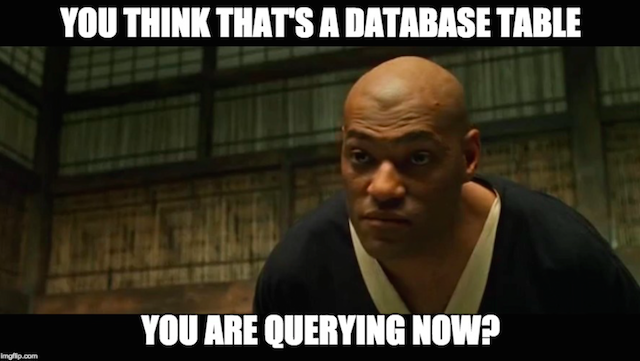 YOU THINK THAT'S A DATABASE TABLE
YOU ARE QUERYING NOW?
imgflip.com